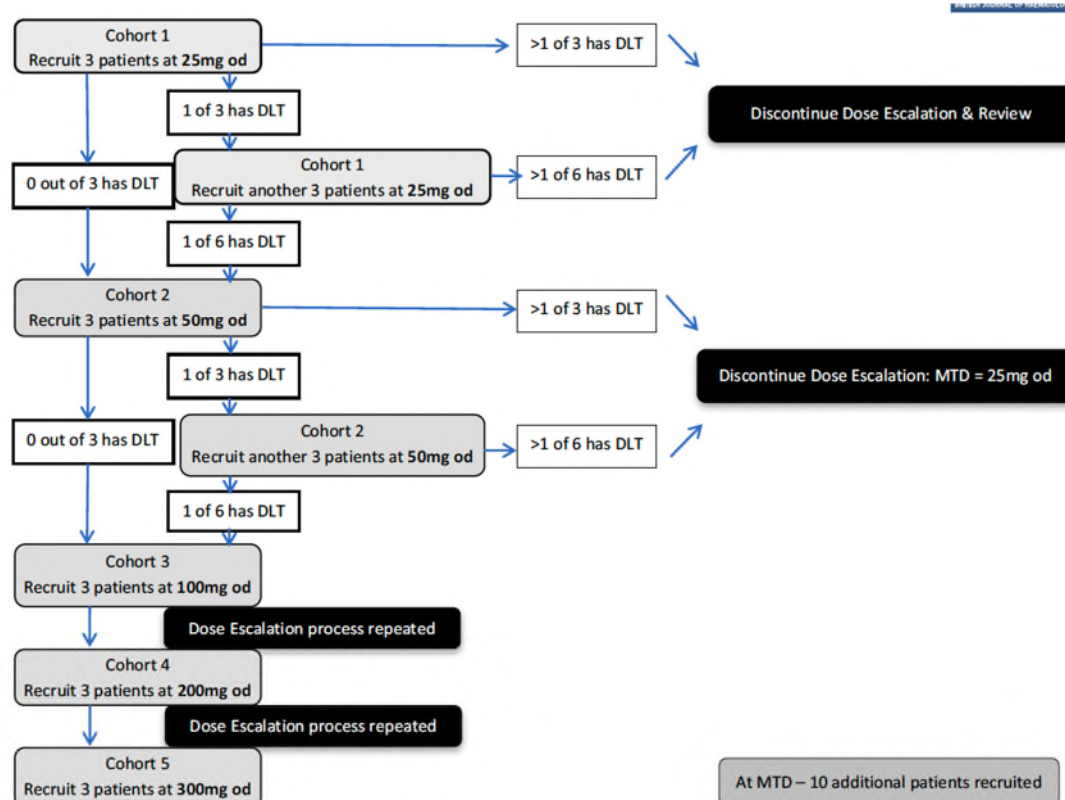 BRITISH JOURNAL OF HAEMATOLOGY
Cohort 1
Recruit 3 patients at 25mg od
>1 of 3 has DLT
1 of 3 has DLT
Discontinue Dose Escalation & Review
0 out of 3 has DLT
Cohort 1
Recruit another 3 patients at 25mg od
>1 of 6 has DLT
1 of 6 has DLT
Cohort 2
Recruit 3 patients at 50mg od
>1 of 3 has DLT
1 of 3 has DLT
Discontinue Dose Escalation: MTD = 25mg od
0 out of 3 has DLT
Cohort 2
Recruit another 3 patients at 50mg od
>1 of 6 has DLT
1 of 6 has DLT
Cohort 3
Recruit 3 patients at 100mg od
Dose Escalation process repeated
Cohort 4
Recruit 3 patients at 200mg od
Dose Escalation process repeated
Cohort 5
Recruit 3 patients at 300mg od
At MTD – 10 additional patients recruited